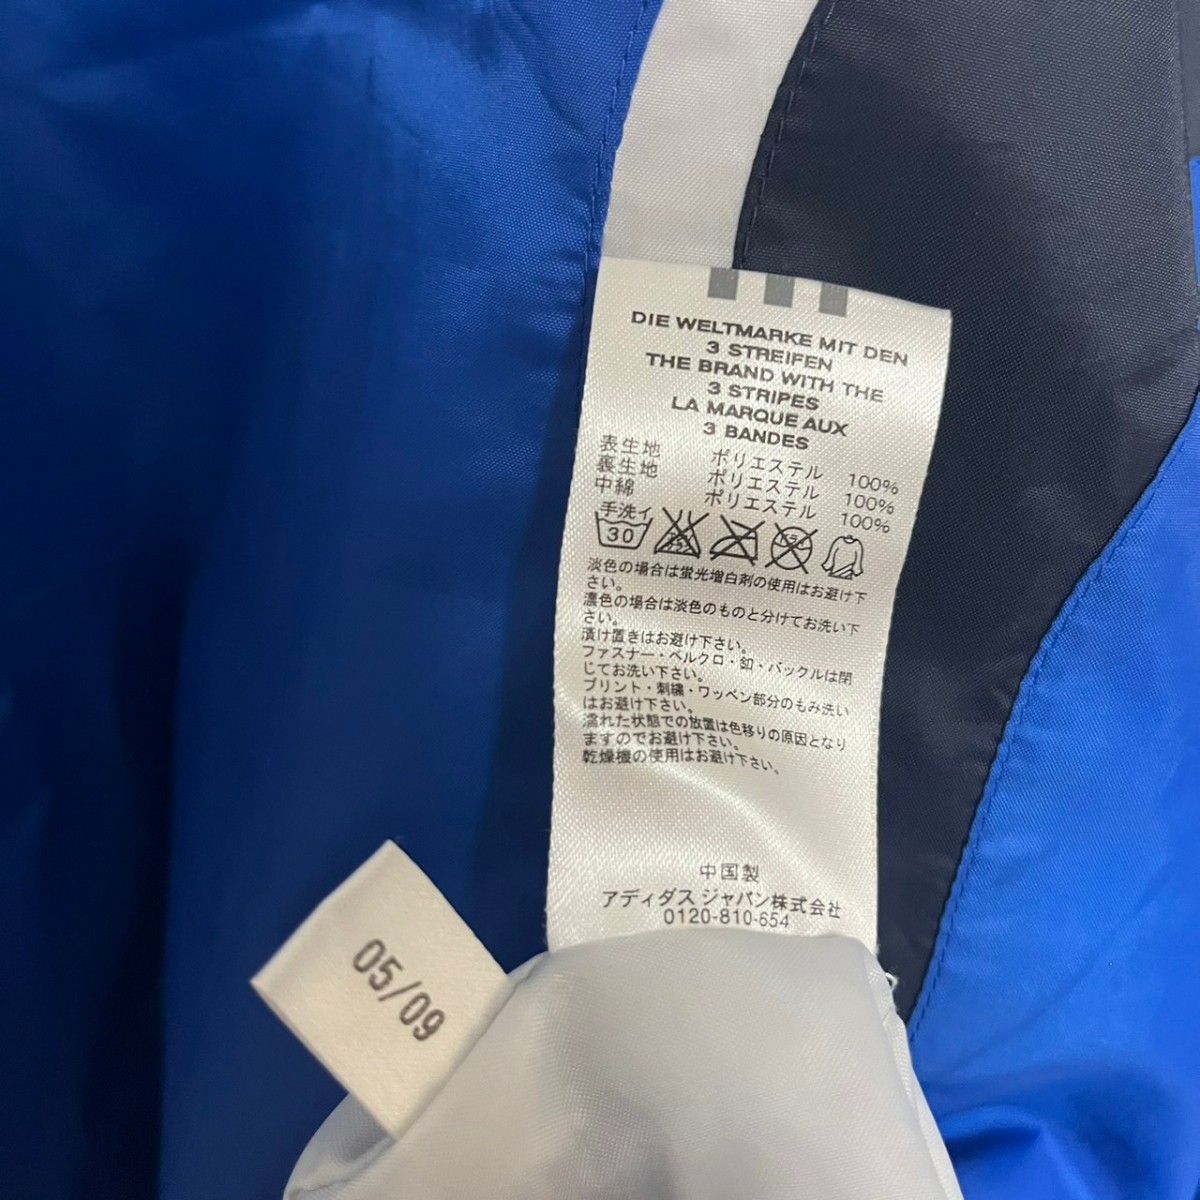 DIE WELTMARKE MIT DEN
3 STREIFEN
THE BRAND WITH THE
3 STRIPES
LA MARQUE AUX
3 BANDES
表生地 ポリエステル 100%
裏生地 ポリエステル 100%
中綿 ポリエステル 100%
手洗イ
30
淡色の場合は蛍光増白剤の使用はお避け下
さい。
濃色の場合は淡色のものと分けてお洗い下
さい。
漬け置きはお避け下さい。
ファスナー・ベルクロ・釦・バックルは閉
じてお洗い下さい。
プリント・刺繍・ワッペン部分のもみ洗い
はお避け下さい。
濡れた状態での放置は色移りの原因となり
ますのでお避け下さい。
乾燥機の使用はお避け下さい。
中国製
アディダス ジャパン株式会社
0120-810-654
05/09